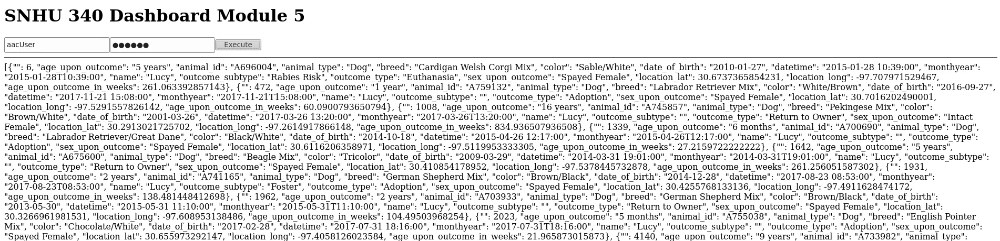 SNHU 340 Dashboard Module 5
aacUser ●●●●●● Execute
[{"": 6, "age_upon_outcome": "5 years", "animal_id": "A696004", "animal_type": "Dog", "breed": "Cardigan Welsh Corgi Mix", "color": "Sable/White", "date_of_birth": "2010-01-27", "datetime": "2015-01-28 10:39:00", "monthyear":
"2015-01-28T10:39:00", "name": "Lucy", "outcome_subtype": "Rabies Risk", "outcome_type": "Euthanasia", "sex_upon_outcome": "Spayed Female", "location_lat": 30.6737365854231, "location_long": -97.707971529467,
"age_upon_outcome_in_weeks": 261.063392857143}, {"": 472, "age_upon_outcome": "1 year", "animal_id": "A759132", "animal_type": "Dog", "breed": "Labrador Retriever Mix", "color": "White/Brown", "date_of_birth": "2016-09-27",
"datetime": "2017-11-21 15:08:00", "monthyear": "2017-11-21T15:08:00", "name": "Lucy", "outcome_subtype": "", "outcome_type": "Adoption", "sex_upon_outcome": "Spayed Female", "location_lat": 30.7016202490001,
"location_long": -97.5291557826142, "age_upon_outcome_in_weeks": 60.0900793650794}, {"": 1008, "age_upon_outcome": "16 years", "animal_id": "A745857", "animal_type": "Dog", "breed": "Pekingese Mix", "color":
"Brown/White", "date_of_birth": "2001-03-26", "datetime": "2017-03-26 13:20:00", "monthyear": "2017-03-26T13:20:00", "name": "Lucy", "outcome_subtype": "", "outcome_type": "Return to Owner", "sex_upon_outcome": "Intact
Female", "location_lat": 30.2913021725702, "location_long": -97.2614917866148, "age_upon_outcome_in_weeks": 834.936507936508}, {"": 1339, "age_upon_outcome": "6 months", "animal_id": "A700690", "animal_type": "Dog",
"breed": "Labrador Retriever/Great Dane", "color": "Black/White", "date_of_birth": "2014-10-18", "datetime": "2015-04-26 12:17:00", "monthyear": "2015-04-26T12:17:00", "name": "Lucy", "outcome_subtype": "", "outcome_type":
"Adoption", "sex_upon_outcome": "Spayed Female", "location_lat": 30.6116206358971, "location_long": -97.5119953333305, "age_upon_outcome_in_weeks": 27.2159722222222}, {"": 1642, "age_upon_outcome": "5 years",
"animal_id": "A675600", "animal_type": "Dog", "breed": "Beagle Mix", "color": "Tricolor", "date_of_birth": "2009-03-29", "datetime": "2014-03-31 19:01:00", "monthyear": "2014-03-31T19:01:00", "name": "Lucy", "outcome_subtype":
"", "outcome_type": "Return to Owner", "sex_upon_outcome": "Spayed Female", "location_lat": 30.410854178952, "location_long": -97.5378445732878, "age_upon_outcome_in_weeks": 261.256051587302}, {"": 1931,
"age_upon_outcome": "2 years", "animal_id": "A741165", "animal_type": "Dog", "breed": "German Shepherd Mix", "color": "Brown/Black", "date_of_birth": "2014-12-28", "datetime": "2017-08-23 08:53:00", "monthyear":
"2017-08-23T08:53:00", "name": "Lucy", "outcome_subtype": "Foster", "outcome_type": "Adoption", "sex_upon_outcome": "Spayed Female", "location_lat": 30.4255768133136, "location_long": -97.4911628474172,
"age_upon_outcome_in_weeks": 138.481448412698}, {"": 1962, "age_upon_outcome": "2 years", "animal_id": "A703933", "animal_type": "Dog", "breed": "German Shepherd Mix", "color": "Brown/Black", "date_of_birth":
"2013-05-30", "datetime": "2015-05-31 11:10:00", "monthyear": "2015-05-31T11:10:00", "name": "Lucy", "outcome_subtype": "", "outcome_type": "Return to Owner", "sex_upon_outcome": "Spayed Female", "location_lat":
30.3266961981531, "location_long": -97.608953138486, "age_upon_outcome_in_weeks": 104.49503968254}, {"": 2023, "age_upon_outcome": "5 months", "animal_id": "A755038", "animal_type": "Dog", "breed": "English Pointer
Mix", "color": "Chocolate/White", "date_of_birth": "2017-02-28", "datetime": "2017-07-31 18:16:00", "monthyear": "2017-07-31T18:16:00", "name": "Lucy", "outcome_subtype": "", "outcome_type": "Adoption", "sex_upon_outcome":
"Spayed Female", "location_lat": 30.655973292147, "location_long": -97.4058126023584, "age_upon_outcome_in_weeks": 21.965873015873}, {"": 4140, "age_upon_outcome": "9 years", "animal_id": "A733982", "animal_type":